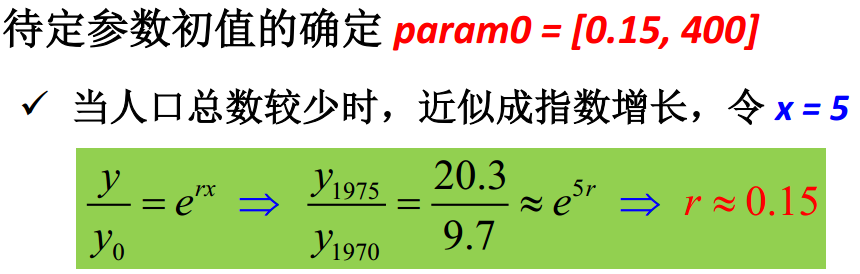 待定参数初值的确定 param0 = [0.15, 400]
✓ 当人口总数较少时，近似成指数增长，令 x = 5
y/y₀ = e^{rx} ⇒ y₁₉₇₅/y₁₉₇₀ = 20.3/9.7 ≈ e^{5r} ⇒ r ≈ 0.15